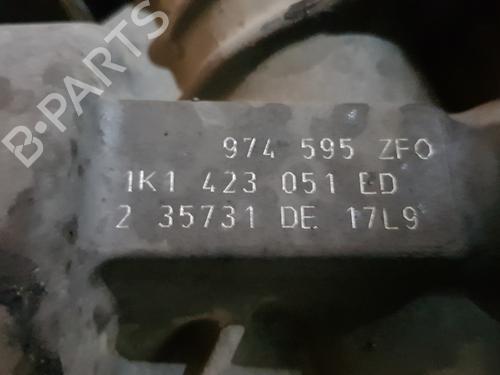 B-PARTS
974 595 ZFO
1K1 423 051 ED
2 35731 DE 17L9